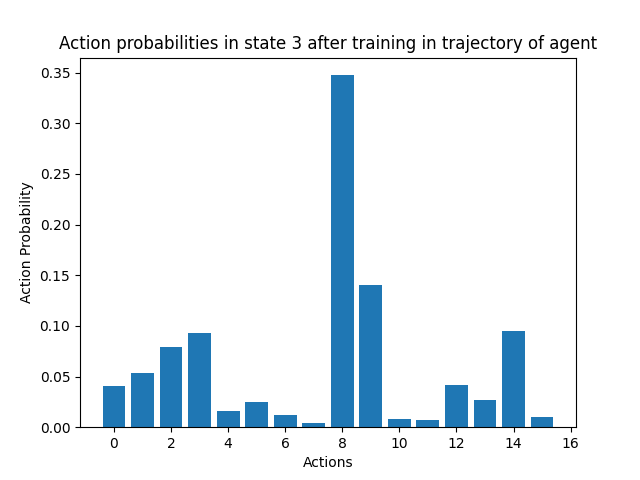 Action probabilities in state 3 after training in trajectory of agent
0.35
0.30
0.25
0.20
0.15
0.10
0.05
0.00
Action Probability
0 2 4 6 8 10 12 14 16
Actions